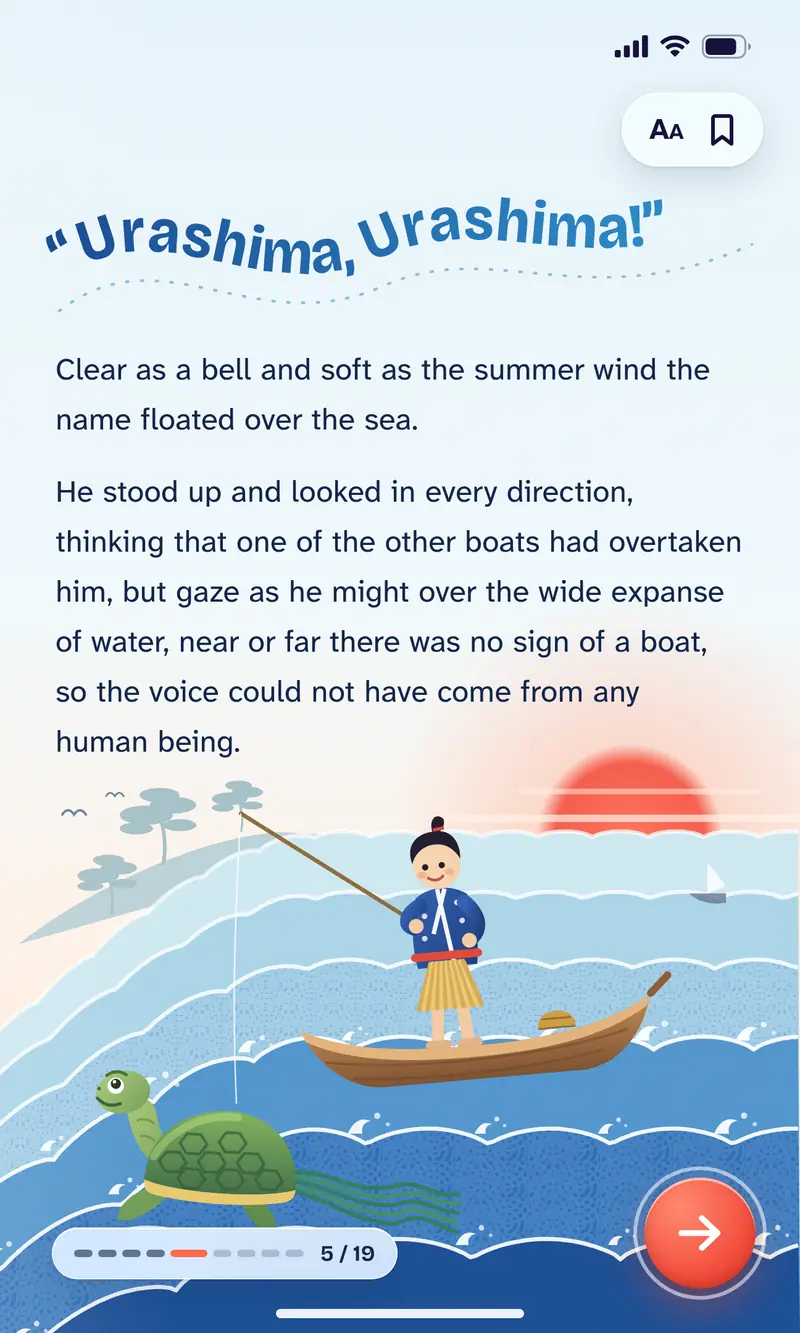 AA
“Urashima, Urashima!”
Clear as a bell and soft as the summer wind the
name floated over the sea.
He stood up and looked in every direction,
thinking that one of the other boats had overtaken
him, but gaze as he might over the wide expanse
of water, near or far there was no sign of a boat,
so the voice could not have come from any
human being.
5 / 19